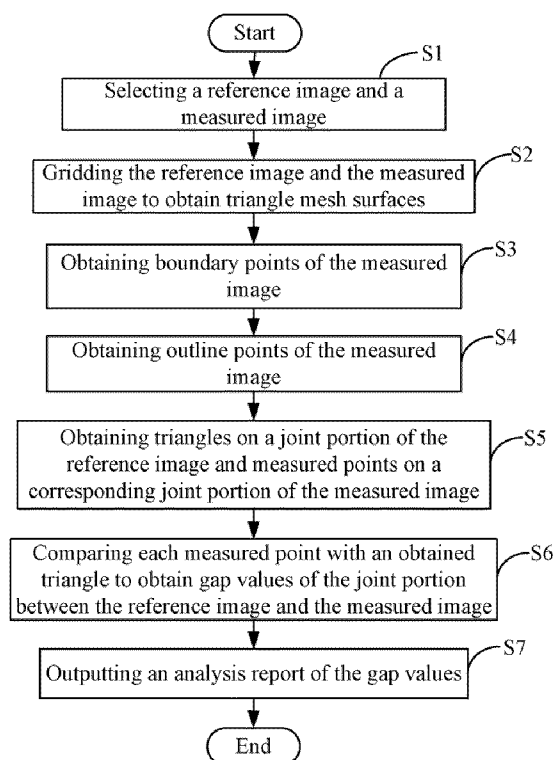 Start
S1
Selecting a reference image and a
measured image
S2
Gridding the reference image and the measured
image to obtain triangle mesh surfaces
S3
Obtaining boundary points of the measured
image
S4
Obtaining outline points of the measured
image
S5
Obtaining triangles on a joint portion of the
reference image and measured points on a
corresponding joint portion of the measured image
S6
Comparing each measured point with an obtained
triangle to obtain gap values of the joint portion
between the reference image and the measured image
S7
Outputting an analysis report of the gap values
End